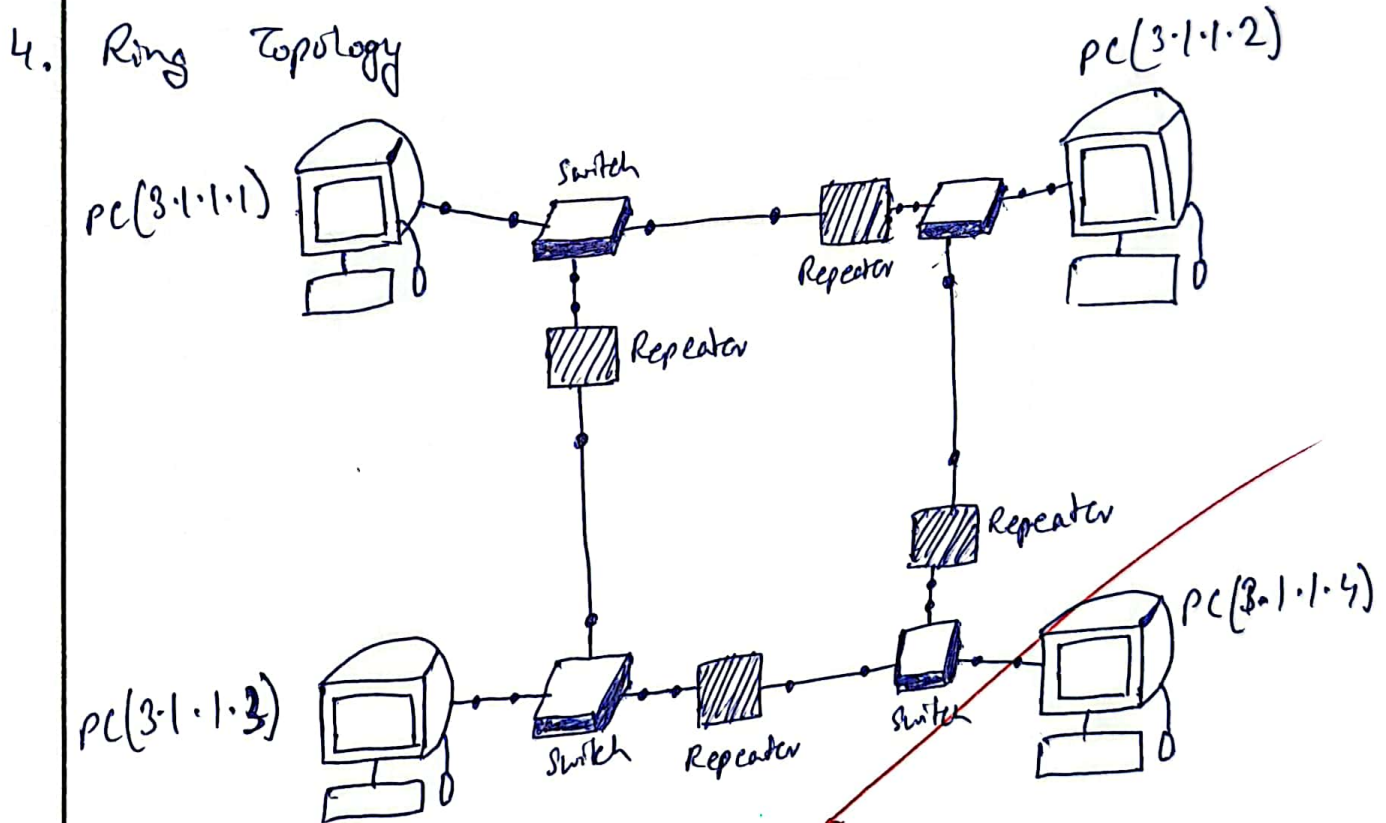 4. Ring Topology
PC(3.1.1.2)
PC(3.1.1.1)
Switch
Repeater
Repeater
Repeater
PC(3.1.1.4)
PC(3.1.1.3)
Switch
Repeater
Switch